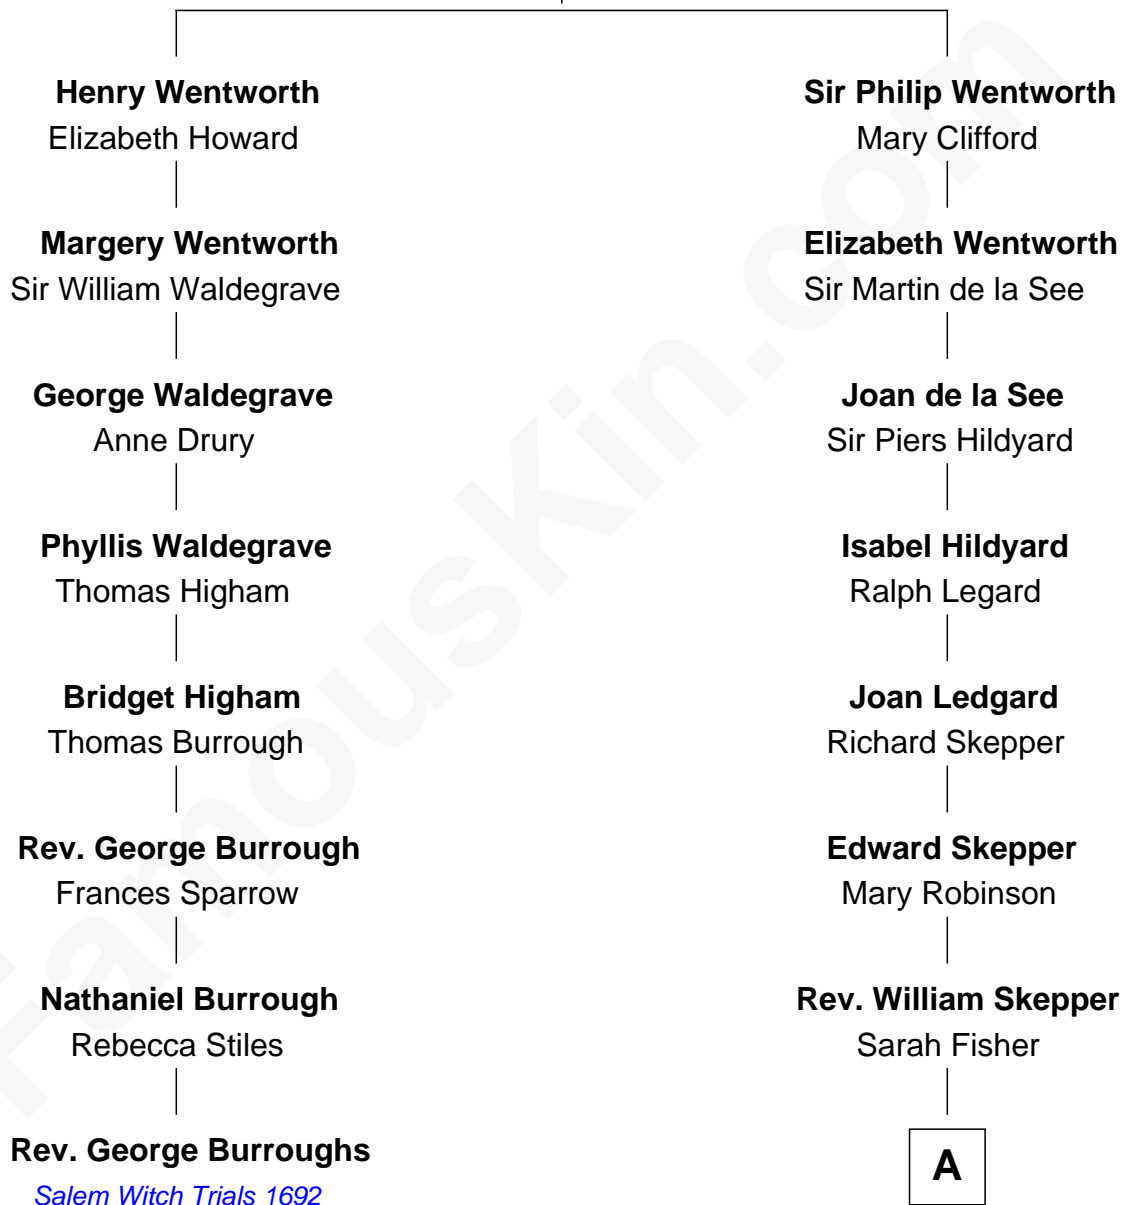 Henry Wentworth
Elizabeth Howard
Margery Wentworth
Sir William Waldegrave
George Waldegrave
Anne Drury
Phyllis Waldegrave
Thomas Higham
Bridget Higham
Thomas Burrough
Rev. George Burrough
Frances Sparrow
Nathaniel Burrough
Rebecca Stiles
Rev. George Burroughs
Salem Witch Trials 1692
Sir Philip Wentworth
Mary Clifford
Elizabeth Wentworth
Sir Martin de la See
Joan de la See
Sir Piers Hildyard
Isabel Hildyard
Ralph Legard
Joan Ledgard
Richard Skepper
Edward Skepper
Mary Robinson
Rev. William Skepper
Sarah Fisher
A
FamousKin.com